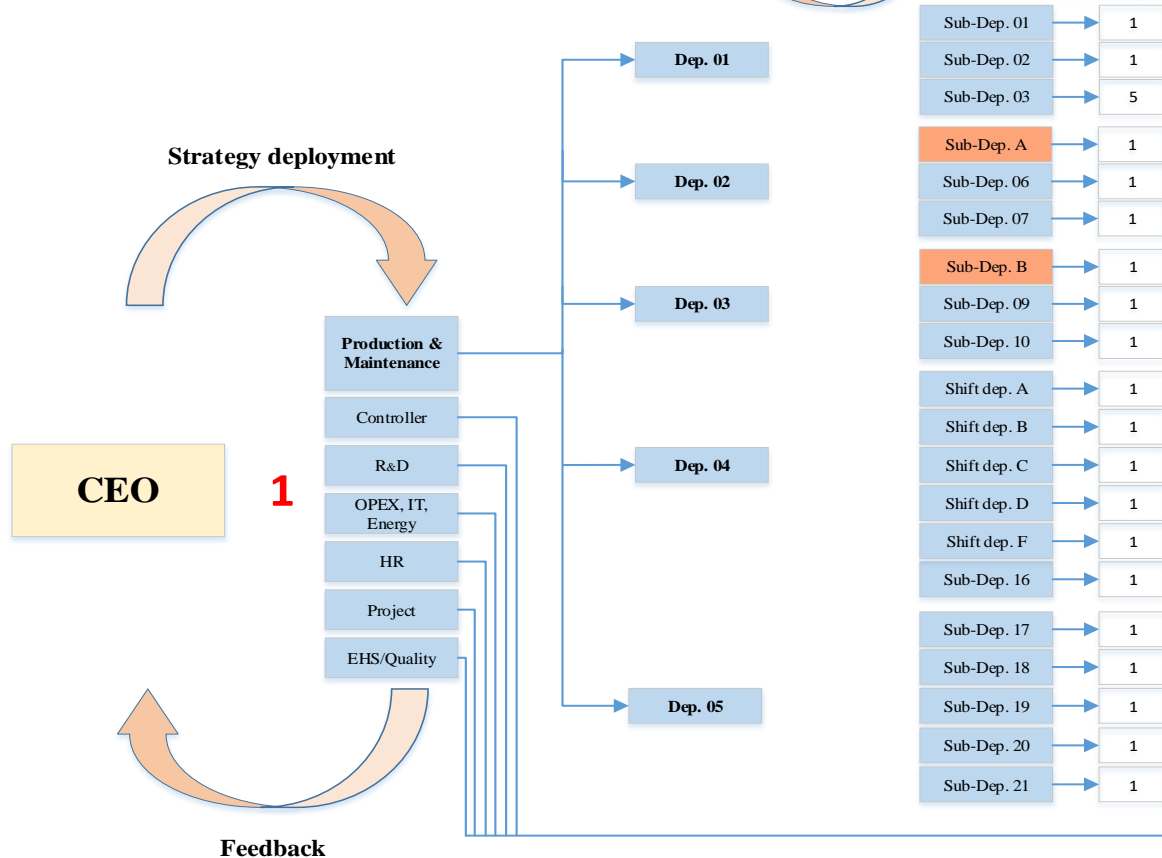 Strategy deployment
CEO
1
Feedback
Production &
Maintenance
Controller
R&D
OPEX, IT,
Energy
HR
Project
EHS/Quality
Dep. 01
Dep. 02
Dep. 03
Dep. 04
Dep. 05
Sub-Dep. 01 1
Sub-Dep. 02 1
Sub-Dep. 03 5
Sub-Dep. A 1
Sub-Dep. 06 1
Sub-Dep. 07 1
Sub-Dep. B 1
Sub-Dep. 09 1
Sub-Dep. 10 1
Shift dep. A 1
Shift dep. B 1
Shift dep. C 1
Shift dep. D 1
Shift dep. F 1
Sub-Dep. 16 1
Sub-Dep. 17 1
Sub-Dep. 18 1
Sub-Dep. 19 1
Sub-Dep. 20 1
Sub-Dep. 21 1